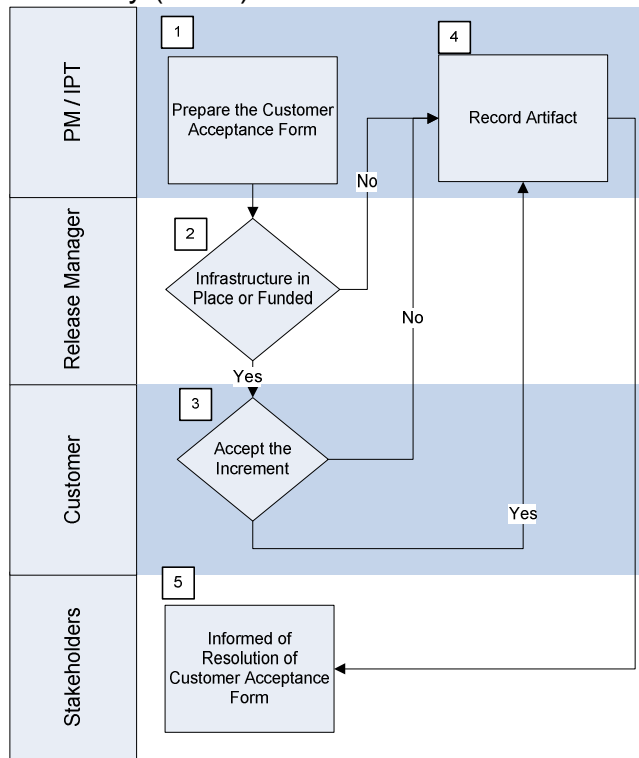 PM / IPT
1
Prepare the Customer
Acceptance Form
4
Record Artifact
No
Release Manager
2
Infrastructure in
Place or Funded
No
Yes
Customer
3
Accept the
Increment
Yes
Stakeholders
5
Informed of
Resolution of
Customer Acceptance
Form